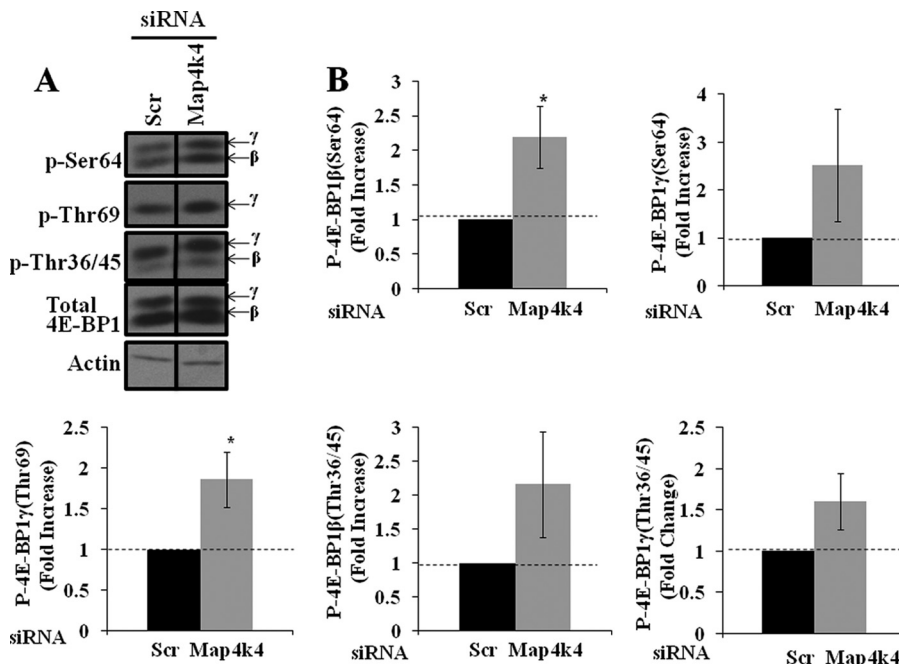 siRNA
A
Scr
Map4k4
p-Ser64
γ
β
p-Thr69
γ
p-Thr36/45
γ
β
Total
4E-BP1
γ
β
Actin
B
P-4E-BP1β(Ser64)
(Fold Increase)
3
2.5
2
1.5
1
0.5
0
*
siRNA
Scr Map4k4
P-4E-BP1γ(Ser64)
(Fold Increase)
4
3
2
1
0
siRNA
Scr Map4k4
P-4E-BP1γ(Thr69)
(Fold Increase)
2.5
2
1.5
1
0.5
0
*
siRNA
Scr Map4k4
P-4E-BP1β(Thr36/45)
(Fold Increase)
3
2.5
2
1.5
1
0.5
0
siRNA
Scr Map4k4
P-4E-BP1γ(Thr36/45)
(Fold Change)
2.5
2
1.5
1
0.5
0
siRNA
Scr Map4k4